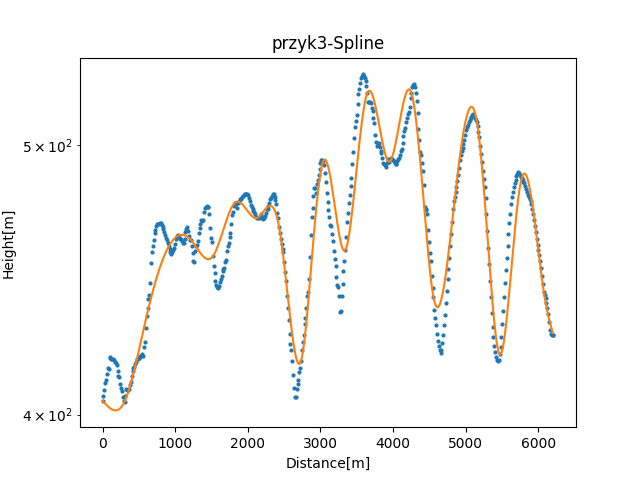 przyk3-Spline
5 × 10²
4 × 10²
Height[m]
0 1000 2000 3000 4000 5000 6000
Distance[m]